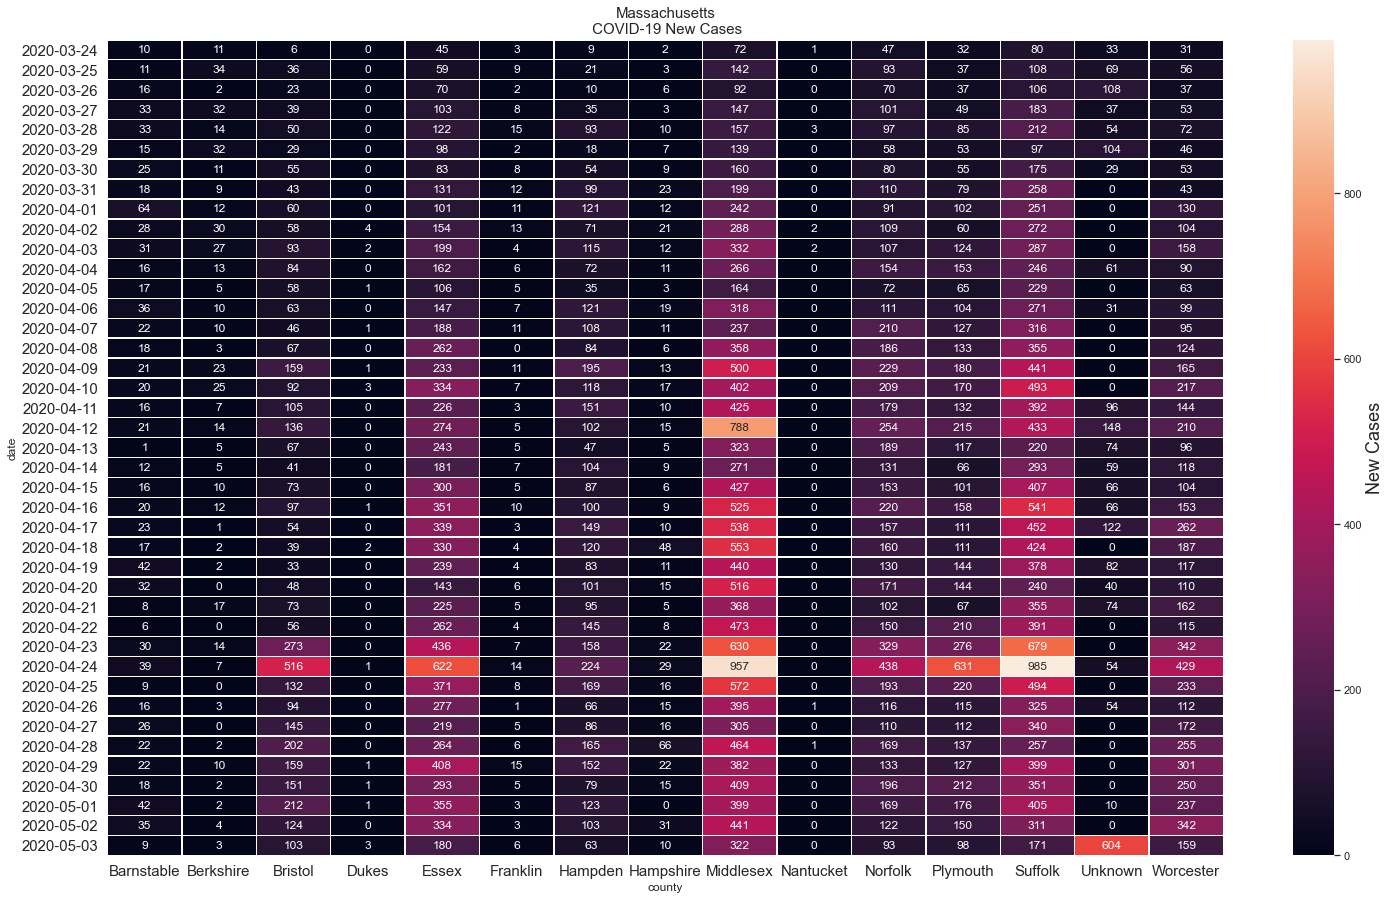 Massachusetts
COVID-19 New Cases
2020-03-24 10 11 6 0 45 3 9 2 72 1 47 32 80 33 31
2020-03-25 11 34 36 0 59 9 21 3 142 0 93 37 108 69 56
2020-03-26 16 2 23 0 70 2 10 6 92 0 70 37 106 108 37
2020-03-27 33 32 39 0 103 8 35 3 147 0 101 49 183 37 53
2020-03-28 33 14 50 0 122 15 93 10 157 3 97 85 212 54 72
2020-03-29 15 32 29 0 98 2 18 7 139 0 58 53 97 104 46
2020-03-30 25 11 55 0 83 8 54 9 160 0 80 55 175 29 53
2020-03-31 18 9 43 0 131 12 99 23 199 0 110 79 258 0 43
2020-04-01 64 12 60 0 101 11 121 12 242 0 91 102 251 0 130
2020-04-02 28 30 58 4 154 13 71 21 288 2 109 60 272 0 104
2020-04-03 31 27 93 2 199 4 115 12 332 2 107 124 287 0 158
2020-04-04 16 13 84 0 162 6 72 11 266 0 154 153 246 61 90
2020-04-05 17 5 58 1 106 5 35 3 164 0 72 65 229 0 63
2020-04-06 36 10 63 0 147 7 121 19 318 0 111 104 271 31 99
2020-04-07 22 10 46 1 188 11 108 11 237 0 210 127 316 0 95
2020-04-08 18 3 67 0 262 0 84 6 358 0 186 133 355 0 124
2020-04-09 21 23 159 1 233 11 195 13 500 0 229 180 441 0 165
2020-04-10 20 25 92 3 334 7 118 17 402 0 209 170 493 0 217
2020-04-11 16 7 105 0 226 3 151 10 425 0 179 132 392 96 144
2020-04-12 21 14 136 0 274 5 102 15 788 0 254 215 433 148 210
2020-04-13 1 5 67 0 243 5 47 5 323 0 189 117 220 74 96
2020-04-14 12 5 41 0 181 7 104 9 271 0 131 66 293 59 118
2020-04-15 16 10 73 0 300 5 87 6 427 0 153 101 407 66 104
2020-04-16 20 12 97 1 351 10 100 9 525 0 220 158 541 66 153
2020-04-17 23 1 54 0 339 3 149 10 538 0 157 111 452 122 262
2020-04-18 17 2 39 2 330 4 120 48 553 0 160 111 424 0 187
2020-04-19 42 2 33 0 239 4 83 11 440 0 130 144 378 82 117
2020-04-20 32 0 48 0 143 6 101 15 516 0 171 144 240 40 110
2020-04-21 8 17 73 0 225 5 95 5 368 0 102 67 355 74 162
2020-04-22 6 0 56 0 262 4 145 8 473 0 150 210 391 0 115
2020-04-23 30 14 273 0 436 7 158 22 630 0 329 276 679 0 342
2020-04-24 39 7 516 1 622 14 224 29 957 0 438 631 985 54 429
2020-04-25 9 0 132 0 371 8 169 16 572 0 193 220 494 0 233
2020-04-26 16 3 94 0 277 1 66 15 395 1 116 115 325 54 112
2020-04-27 26 0 145 0 219 5 86 16 305 0 110 112 340 0 172
2020-04-28 22 2 202 0 264 6 165 66 464 1 169 137 257 0 255
2020-04-29 22 10 159 1 408 15 152 22 382 0 133 127 399 0 301
2020-04-30 18 2 151 1 293 5 79 15 409 0 196 212 351 0 250
2020-05-01 42 2 212 1 355 3 123 0 399 0 169 176 405 10 237
2020-05-02 35 4 124 0 334 3 103 31 441 0 122 150 311 0 342
2020-05-03 9 3 103 3 180 6 63 10 322 0 93 98 171 604 159
Barnstable Berkshire Bristol Dukes Essex Franklin Hampden Hampshire Middlesex Nantucket Norfolk Plymouth Suffolk Unknown Worcester
county
date
800
600
400
200
0
New Cases